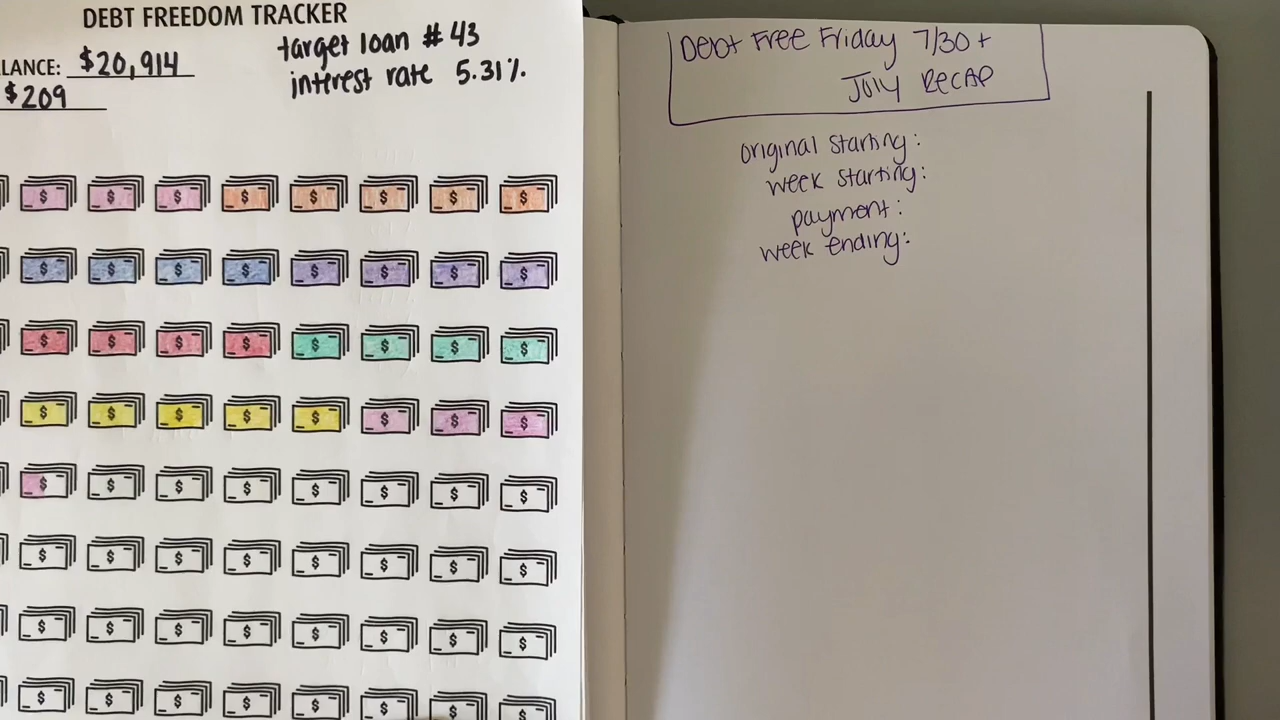 DEBT FREEDOM TRACKER
LANCE: $20,914
$209
target loan #43
interest rate 5.31%.
Debt Free Friday 7/30 +
July RECAP
original starting:
week starting:
payment:
week ending: